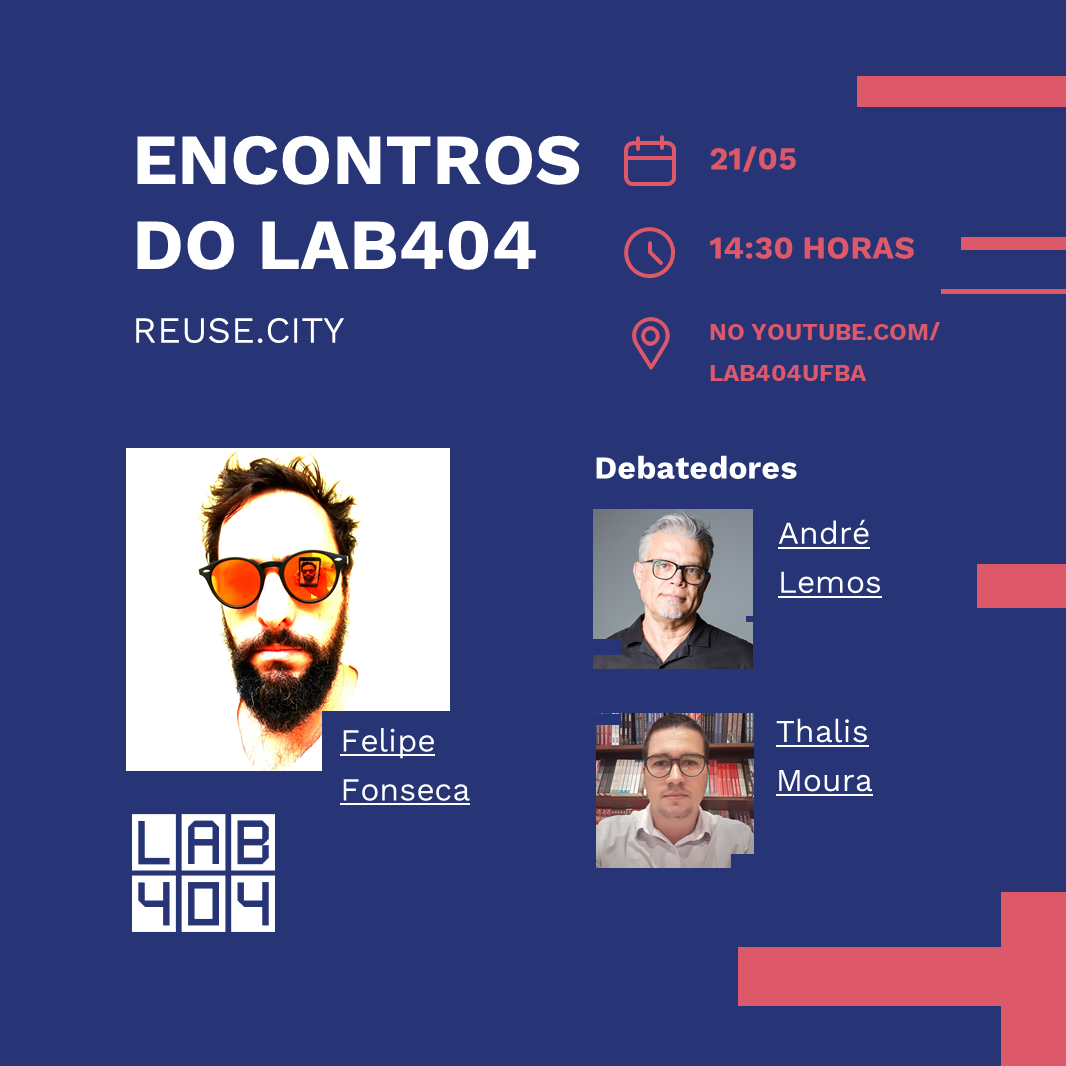 ENCONTROS
DO LAB404
REUSE.CITY
21/05
14:30 HORAS
NO YOUTUBE.COM/
LAB404UFBA
Felipe
Fonseca
Debatedores
André
Lemos
Thalis
Moura
LAB
404